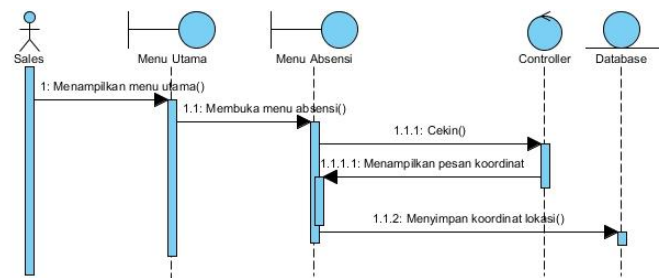 Sales
Menu Utama
Menu Absensi
Controller
Database
1: Menampilkan menu utama()
1.1: Membuka menu absensi()
1.1.1: Cekin()
1.1.1.1: Menampilkan pesan koordinat
1.1.2: Menyimpan koordinat lokasi()